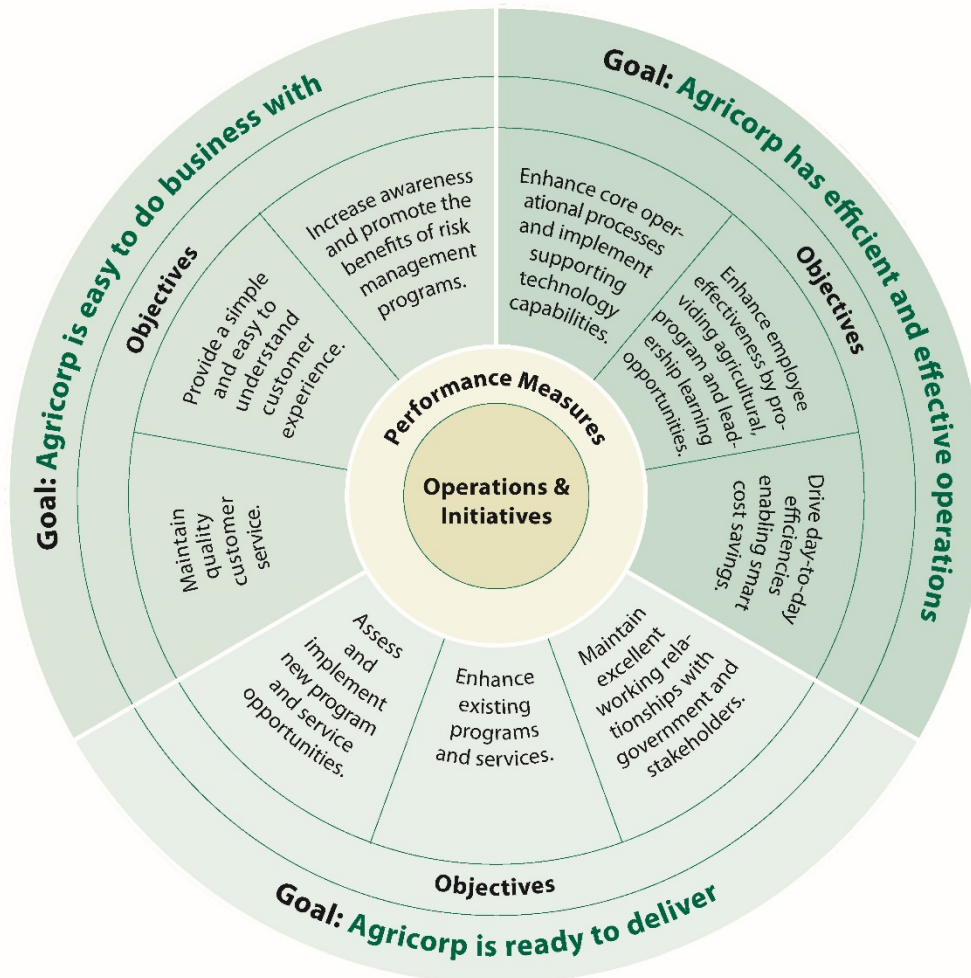 Goal: Agricorp is easy to do business with
Objectives
Maintain
quality
customer
service.
Provide a simple
and easy to
understand
customer
experience.
Increase awareness
and promote the
benefits of risk
management
programs.
Goal: Agricorp has efficient and effective operations
Objectives
Enhance core oper-
ational processes
and implement
supporting
technology
capabilities.
Enhance employee
effectiveness by pro-
viding agricultural,
program and lead-
ership learning
opportunities.
Drive day-to-day
efficiencies
enabling smart
cost savings.
Performance Measures
Operations &
Initiatives
Assess
and
implement
new program
and service
opportunities.
Enhance
existing
programs
and services.
Maintain
excellent
working rela-
tionships with
government and
stakeholders.
Objectives
Goal: Agricorp is ready to deliver